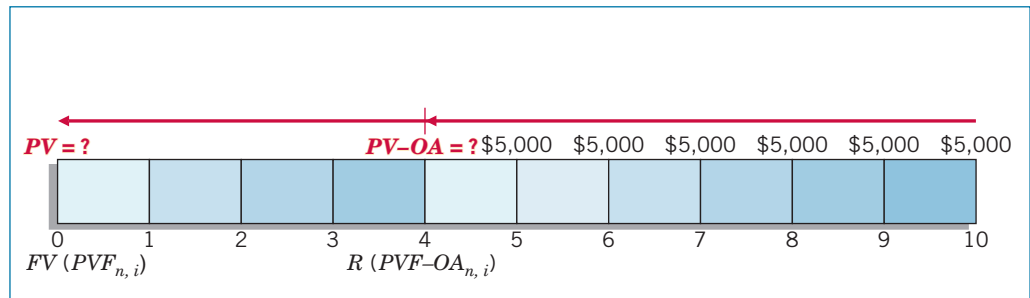 PV = ? PV–OA = ? $5,000 $5,000 $5,000 $5,000 $5,000 $5,000
0 1 2 3 4 5 6 7 8 9 10
FV (PVFn, i) R (PVF–OAn, i)